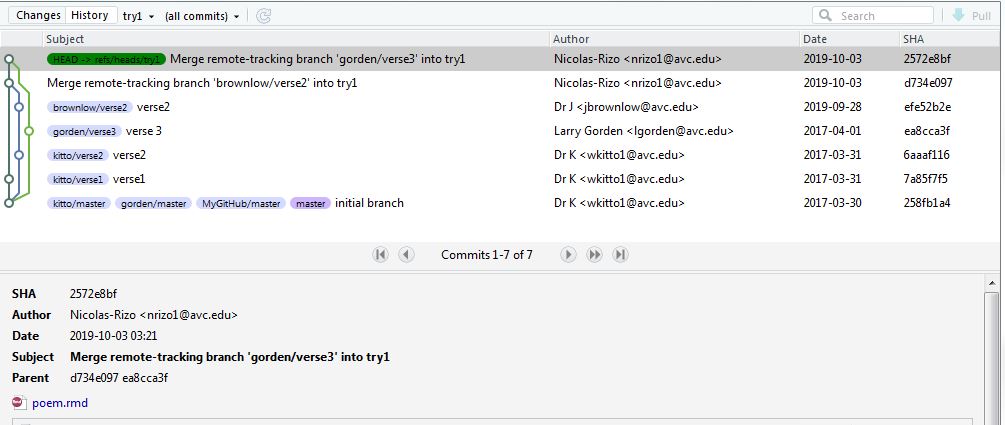 Changes History try1 (all commits) Search Pull
Subject Author Date SHA
HEAD -> refs/heads/try1 Merge remote-tracking branch 'gorden/verse3' into try1 Nicolas-Rizo <nrizo1@avc.edu> 2019-10-03 2572e8bf
Merge remote-tracking branch 'brownlow/verse2' into try1 Nicolas-Rizo <nrizo1@avc.edu> 2019-10-03 d734e097
brownlow/verse2 verse2 Dr J <jbrownlow@avc.edu> 2019-09-28 efe52b2e
gorden/verse3 verse 3 Larry Gorden <lgorden@avc.edu> 2017-04-01 ea8cca3f
kitto/verse2 verse2 Dr K <wkitto1@avc.edu> 2017-03-31 6aaaf116
kitto/verse1 verse1 Dr K <wkitto1@avc.edu> 2017-03-31 7a85f7f5
kitto/master gorden/master MyGitHub/master master initial branch Dr K <wkitto1@avc.edu> 2017-03-30 258fb1a4
Commits 1-7 of 7
SHA 2572e8bf
Author Nicolas-Rizo <nrizo1@avc.edu>
Date 2019-10-03 03:21
Subject Merge remote-tracking branch 'gorden/verse3' into try1
Parent d734e097 ea8cca3f
poem.rmd